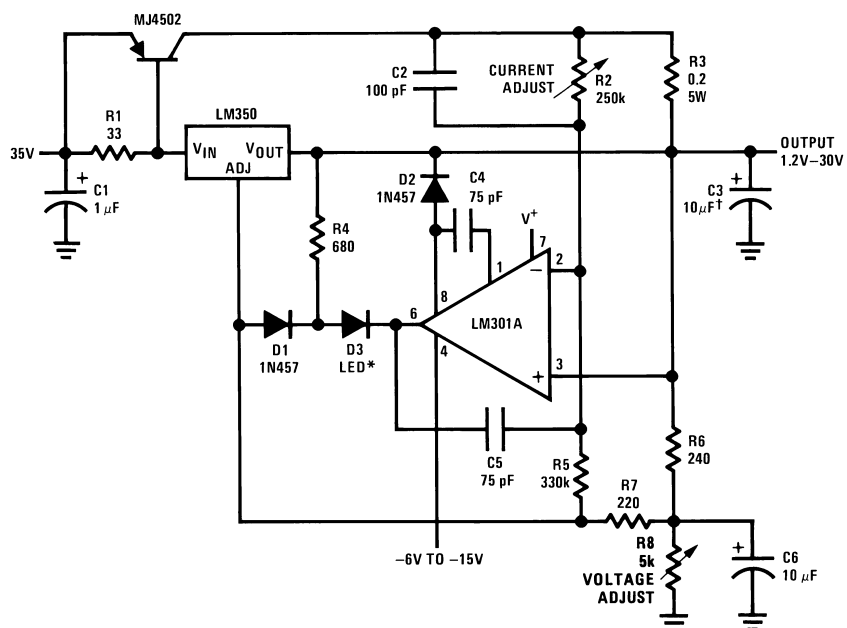 MJ4502
C2
100 pF
CURRENT
ADJUST
R2
250k
R3
0.2
5W
R1
33
LM350
35V
VIN
VOUT
ADJ
OUTPUT
1.2V–30V
C1
1 μF
D2
1N457
C4
75 pF
C3
10μF†
R4
680
V+
7
2
1
8
6
LM301A
4
3
D1
1N457
D3
LED*
C5
75 pF
R5
330k
R6
240
R7
220
R8
5k
VOLTAGE
ADJUST
C6
10 μF
–6V TO –15V